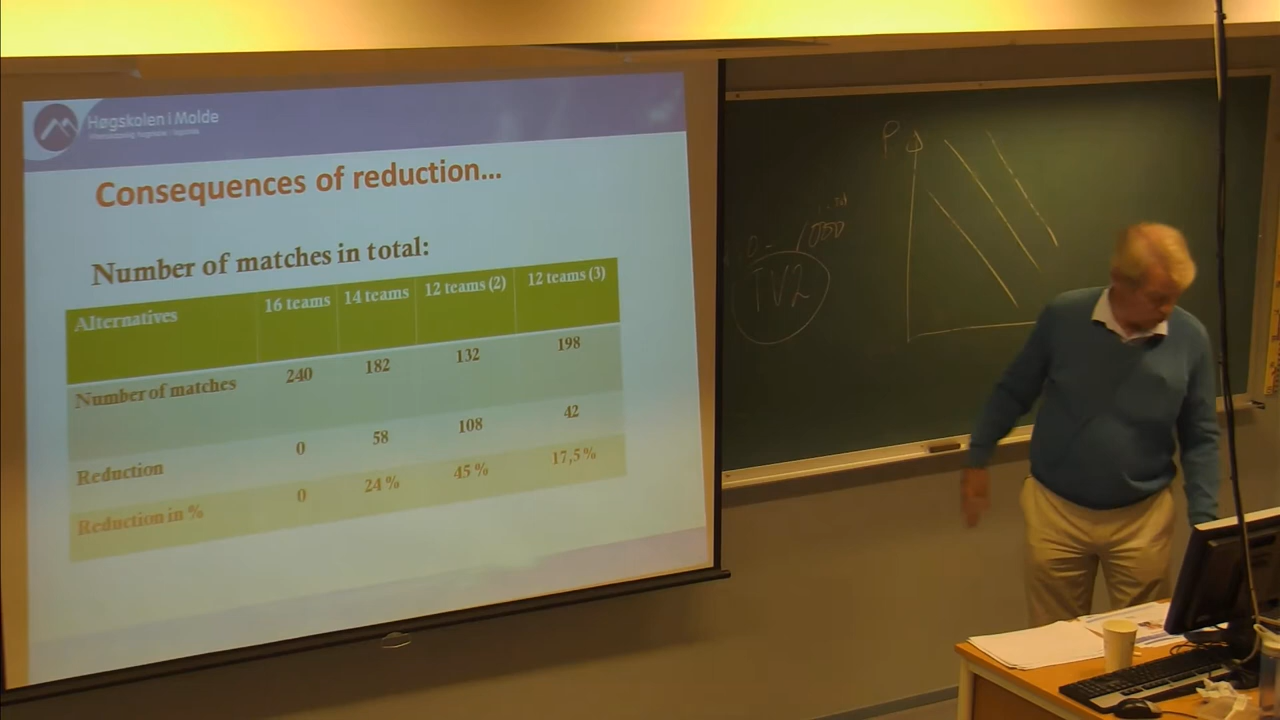 Høgskolen i Molde
Consequences of reduction...
Number of matches in total:
Alternatives 16 teams 14 teams 12 teams (2) 12 teams (3)
Number of matches 240 182 132 198
Reduction 0 58 108 42
Reduction in % 0 24 % 45 % 17,5 %
P
TV2